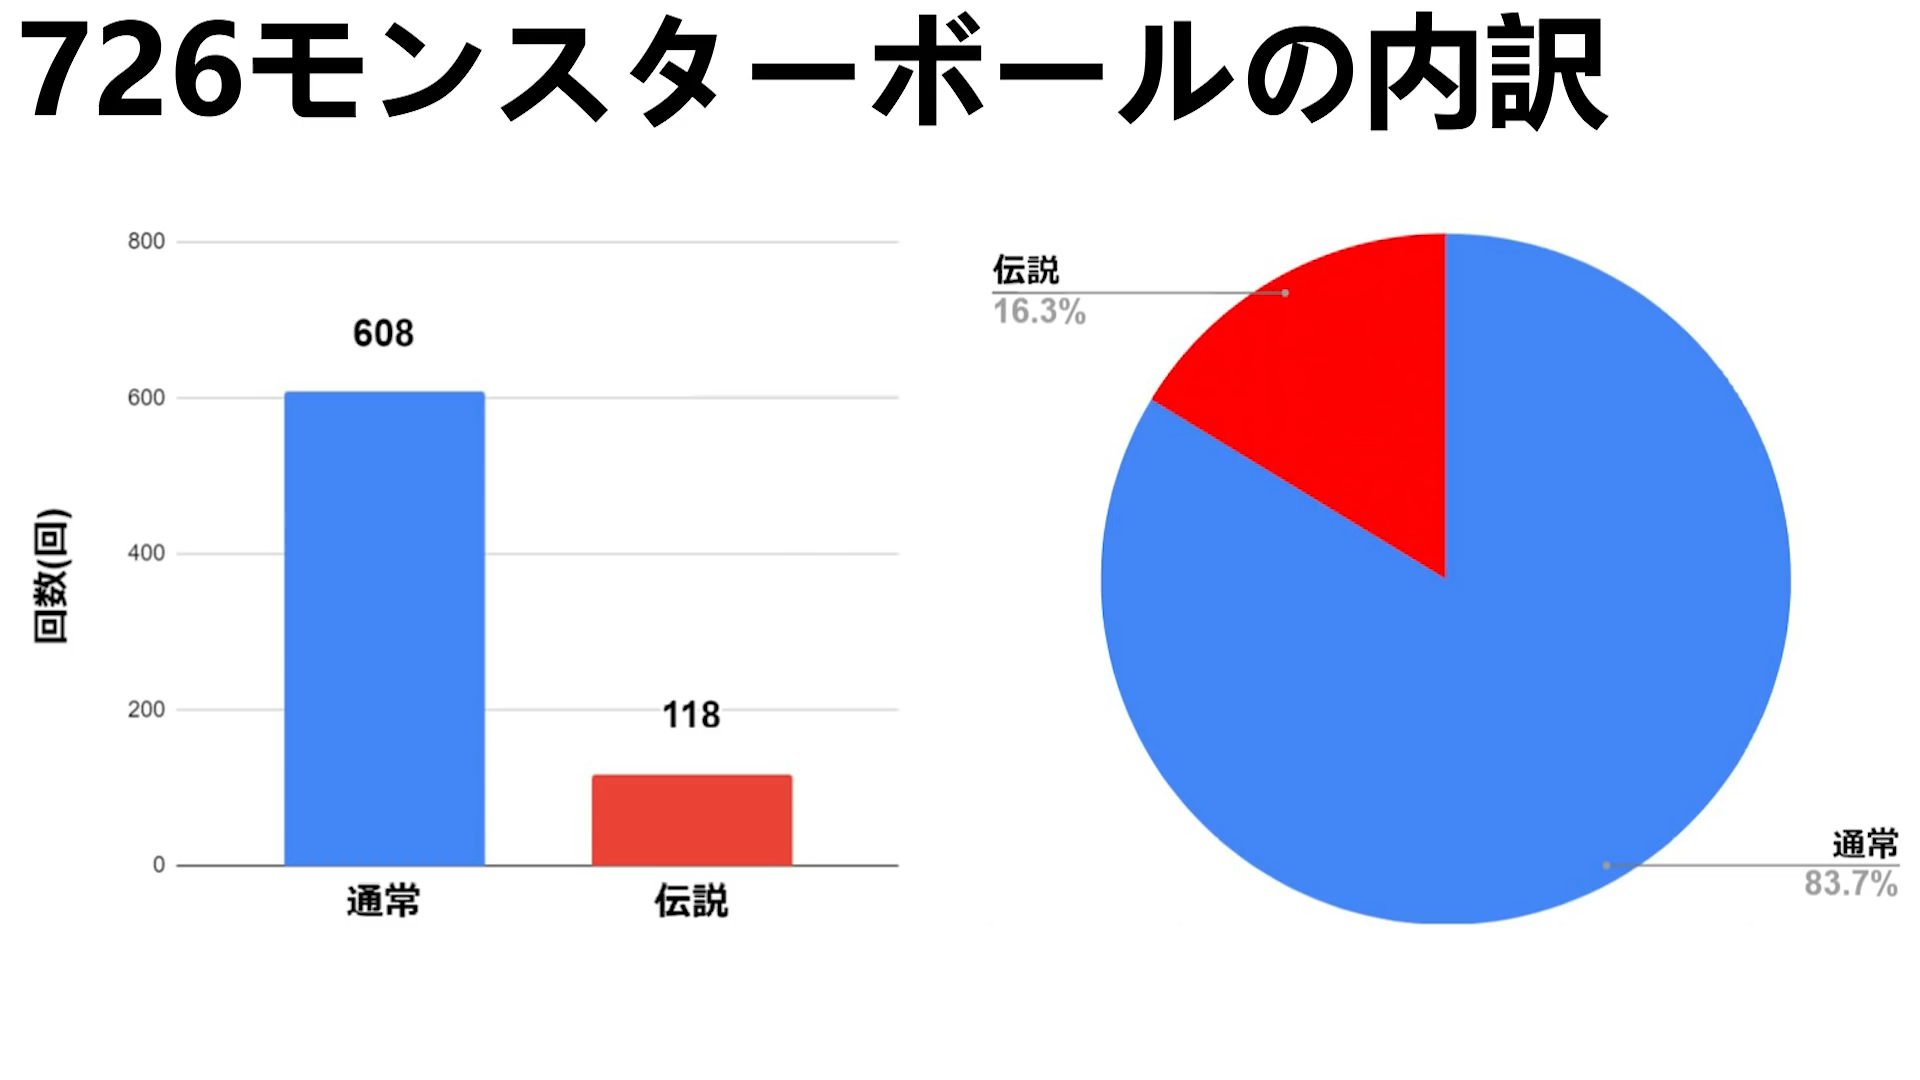 726モンスターボールの内訳
800
600
400
200
0
回数(回)
608
118
通常
伝説
伝説
16.3%
通常
83.7%